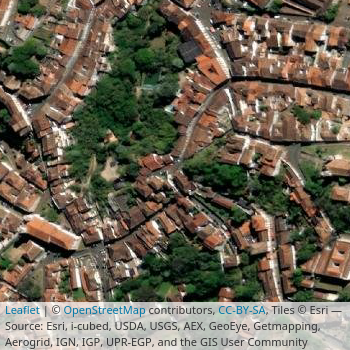 Leaflet | © OpenStreetMap contributors, CC-BY-SA, Tiles © Esri —
Source: Esri, i-cubed, USDA, USGS, AEX, GeoEye, Getmapping,
Aerogrid, IGN, IGP, UPR-EGP, and the GIS User Community